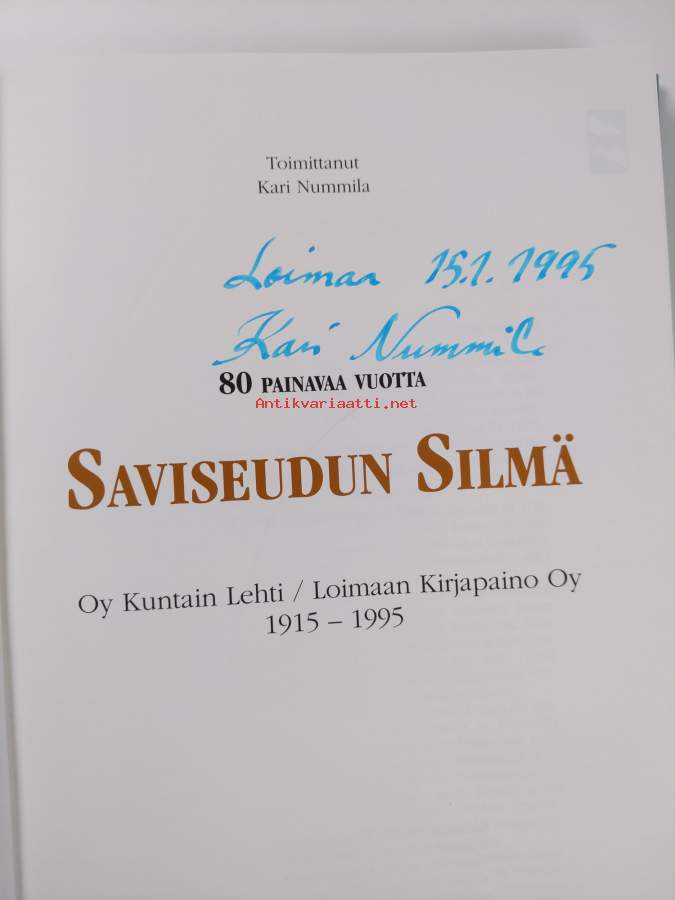 Toimittanut
Kari Nummila
Loimaa 15.1.1995
Kari Nummila
80 PAINAVAA VUOTTA
Antikvariaatti.net
SAVISEUDUN SILMÄ
Oy Kuntain Lehti / Loimaan Kirjapaino Oy
1915 – 1995